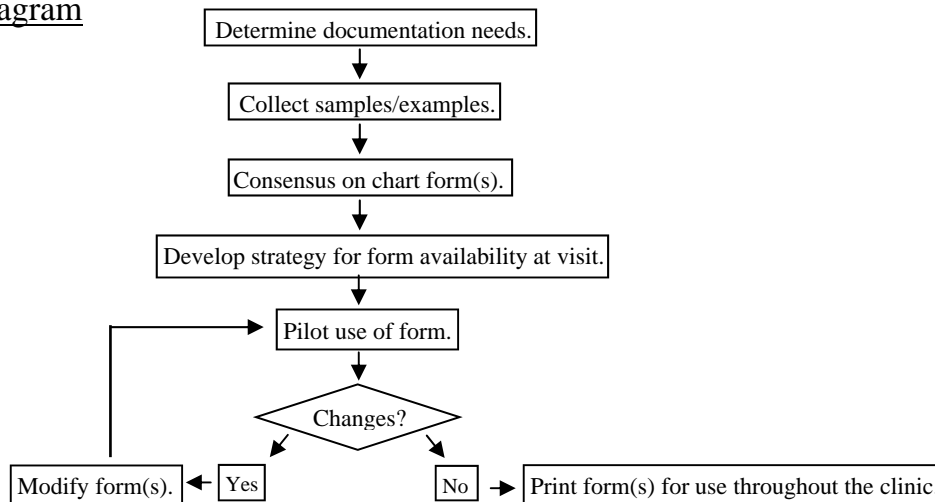 agram
Determine documentation needs.
Collect samples/examples.
Consensus on chart form(s).
Develop strategy for form availability at visit.
Pilot use of form.
Changes?
Modify form(s).
Yes
No
Print form(s) for use throughout the clinic